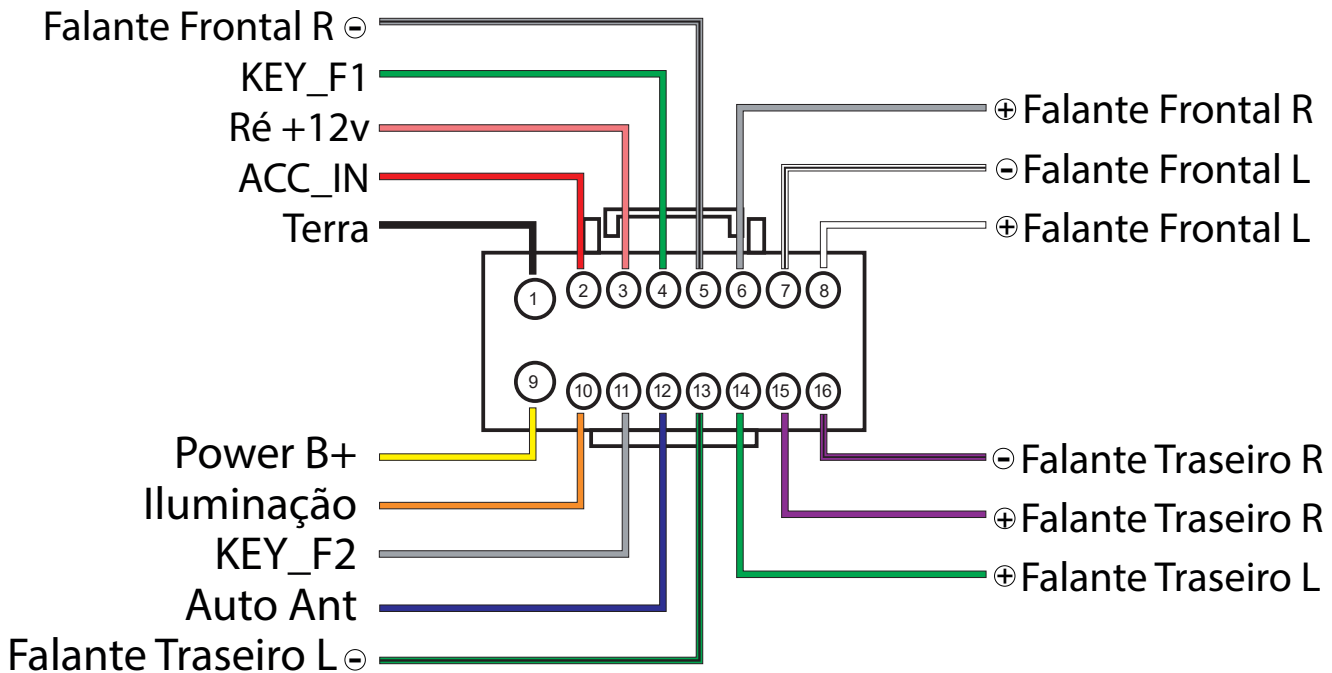 Falante Frontal R ⊖
KEY_F1
Ré +12v
ACC_IN
Terra
⊕ Falante Frontal R
⊖ Falante Frontal L
⊕ Falante Frontal L
1 2 3 4 5 6 7 8
9 10 11 12 13 14 15 16
Power B+
Iluminação
KEY_F2
Auto Ant
Falante Traseiro L ⊖
⊖ Falante Traseiro R
⊕ Falante Traseiro R
⊕ Falante Traseiro L